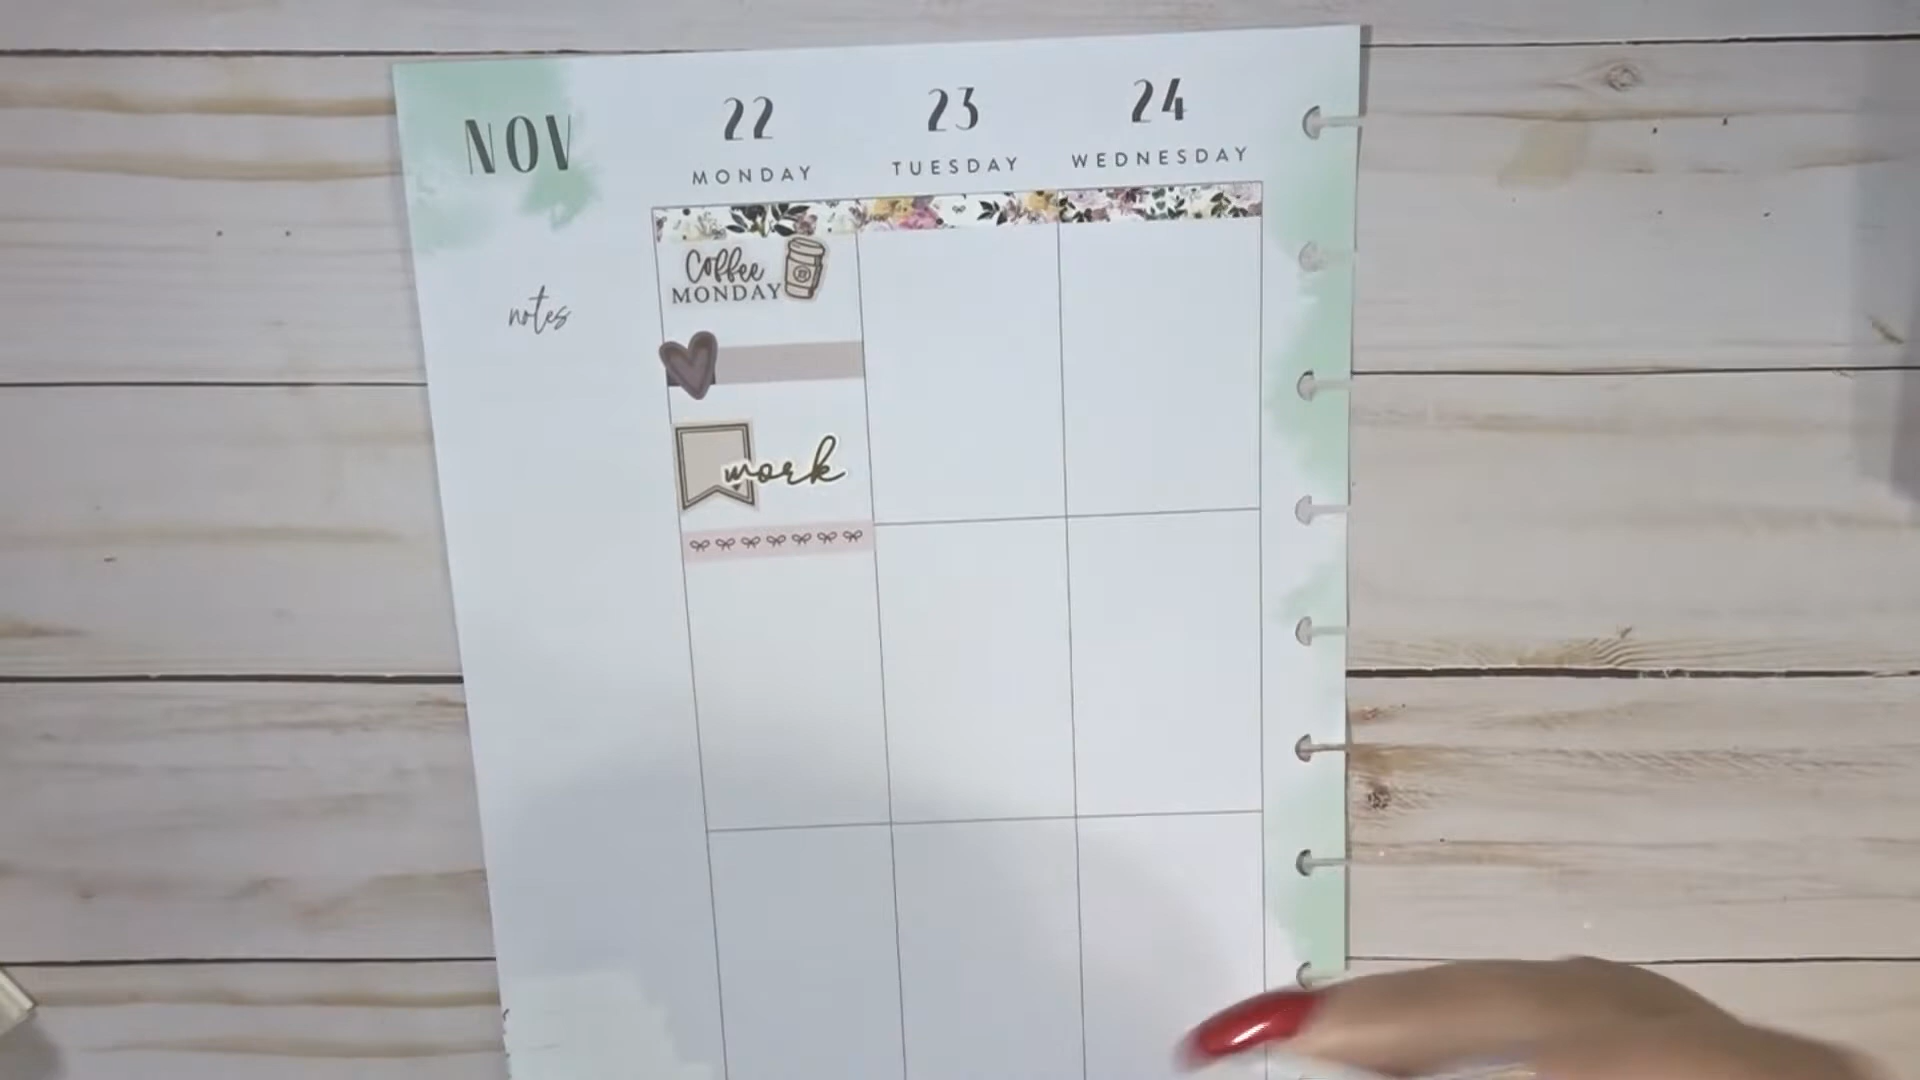 NOV
22 23 24
MONDAY TUESDAY WEDNESDAY
notes
Coffee
MONDAY
work